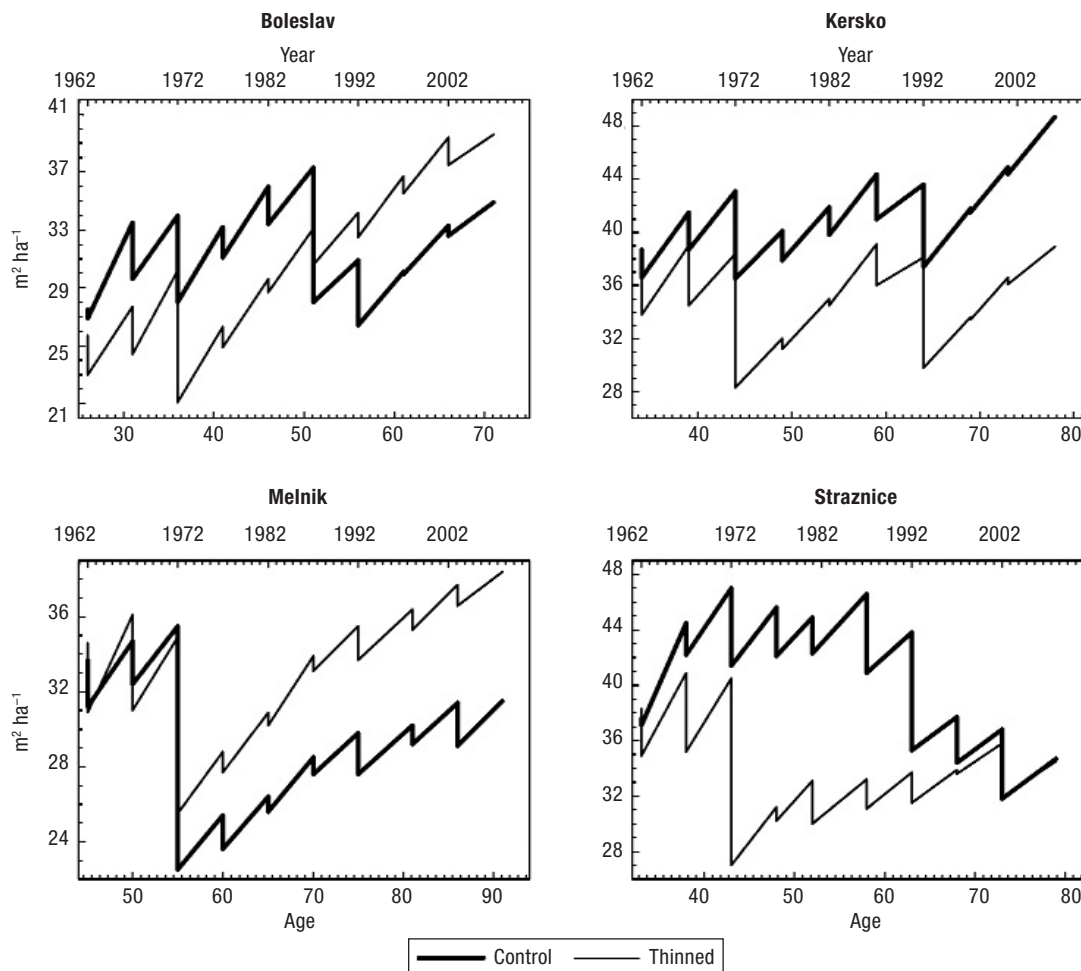 Boleslav
Year
1962 1972 1982 1992 2002
41
37
33
29
25
21
m² ha⁻¹
30 40 50 60 70
Kersko
Year
1962 1972 1982 1992 2002
48
44
40
36
32
28
40 50 60 70 80
Melnik
1962 1972 1982 1992 2002
36
32
28
24
m² ha⁻¹
50 60 70 80 90
Age
Straznice
1962 1972 1982 1992 2002
48
44
40
36
32
28
40 50 60 70 80
Age
Control Thinned